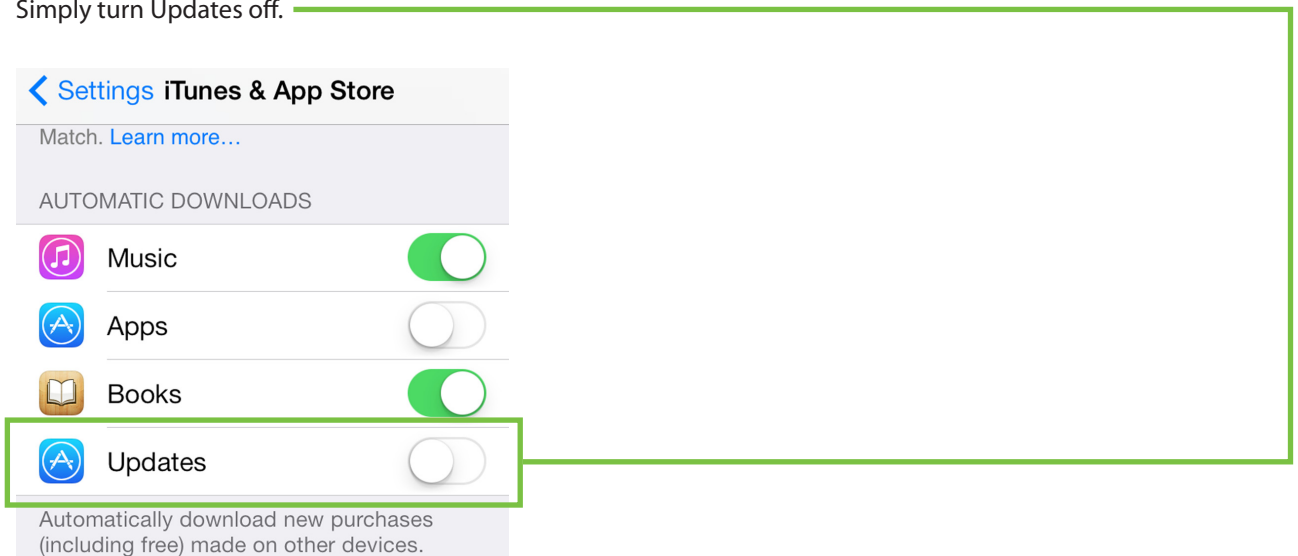 Simply turn Updates off.
Settings iTunes & App Store
Match. Learn more…
AUTOMATIC DOWNLOADS
Music
Apps
Books
Updates
Automatically download new purchases
(including free) made on other devices.